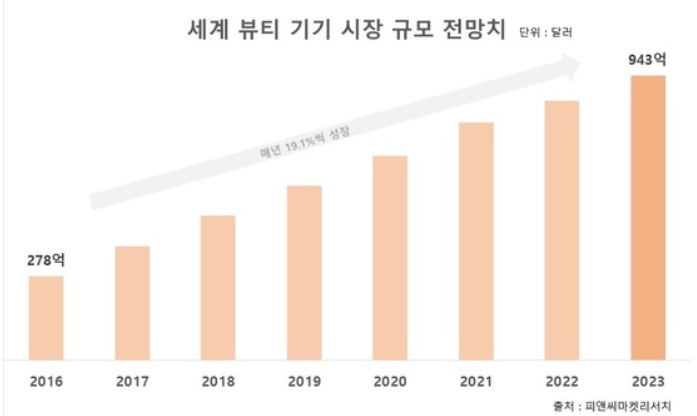 세계 뷰티 기기 시장 규모 전망치 단위 : 달러
943억
매년 19.1%씩 성장
278억
2016 2017 2018 2019 2020 2021 2022 2023
출처 : 피앤씨마켓리서치